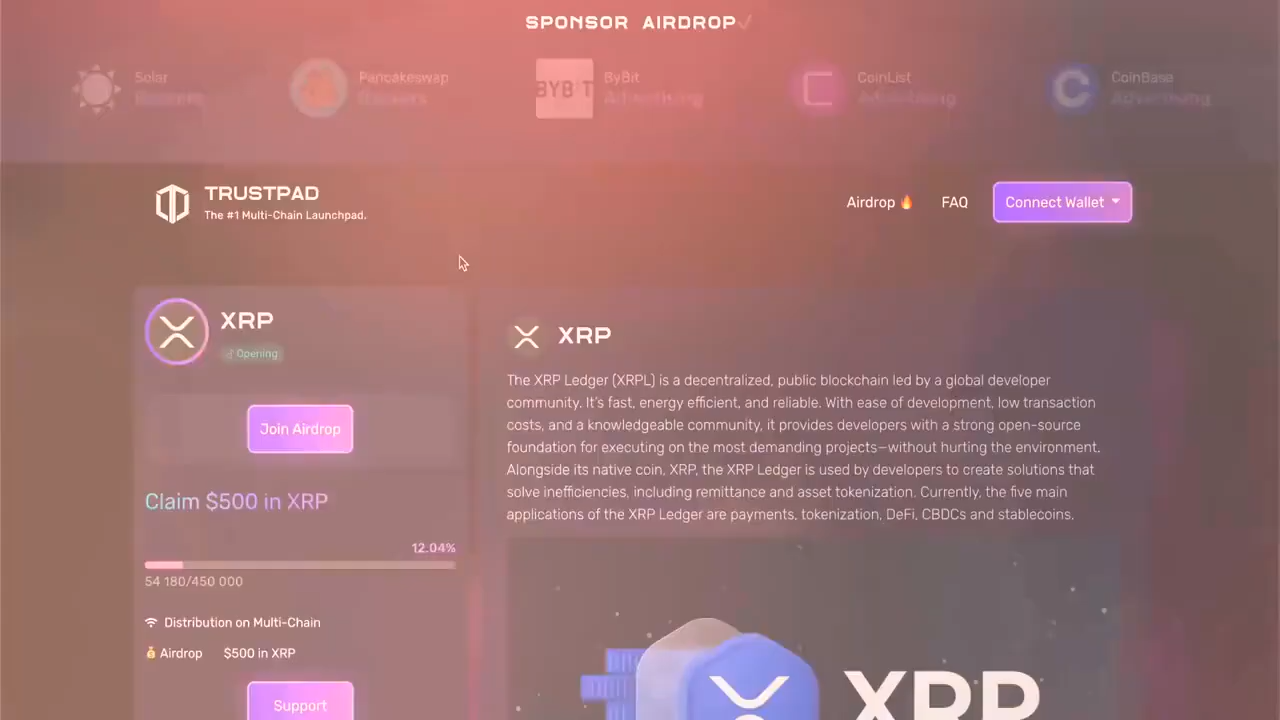 SPONSOR AIRDROP
Solar
Pancakeswap
ByBit
CoinList
CoinBase
BYBIT
Advertising
Advertising
Advertising
TRUSTPAD
The #1 Multi-Chain Launchpad.
Airdrop
FAQ
Connect Wallet
XRP
Opening
Join Airdrop
Claim $500 in XRP
12.04%
54 180/450 000
Distribution on Multi-Chain
Airdrop $500 in XRP
Support
XRP
The XRP Ledger (XRPL) is a decentralized, public blockchain led by a global developer
community. It's fast, energy efficient, and reliable. With ease of development, low transaction
costs, and a knowledgeable community, it provides developers with a strong open-source
foundation for executing on the most demanding projects—without hurting the environment.
Alongside its native coin, XRP, the XRP Ledger is used by developers to create solutions that
solve inefficiencies, including remittance and asset tokenization. Currently, the five main
applications of the XRP Ledger are payments, tokenization, DeFi, CBDCs and stablecoins.
XRP